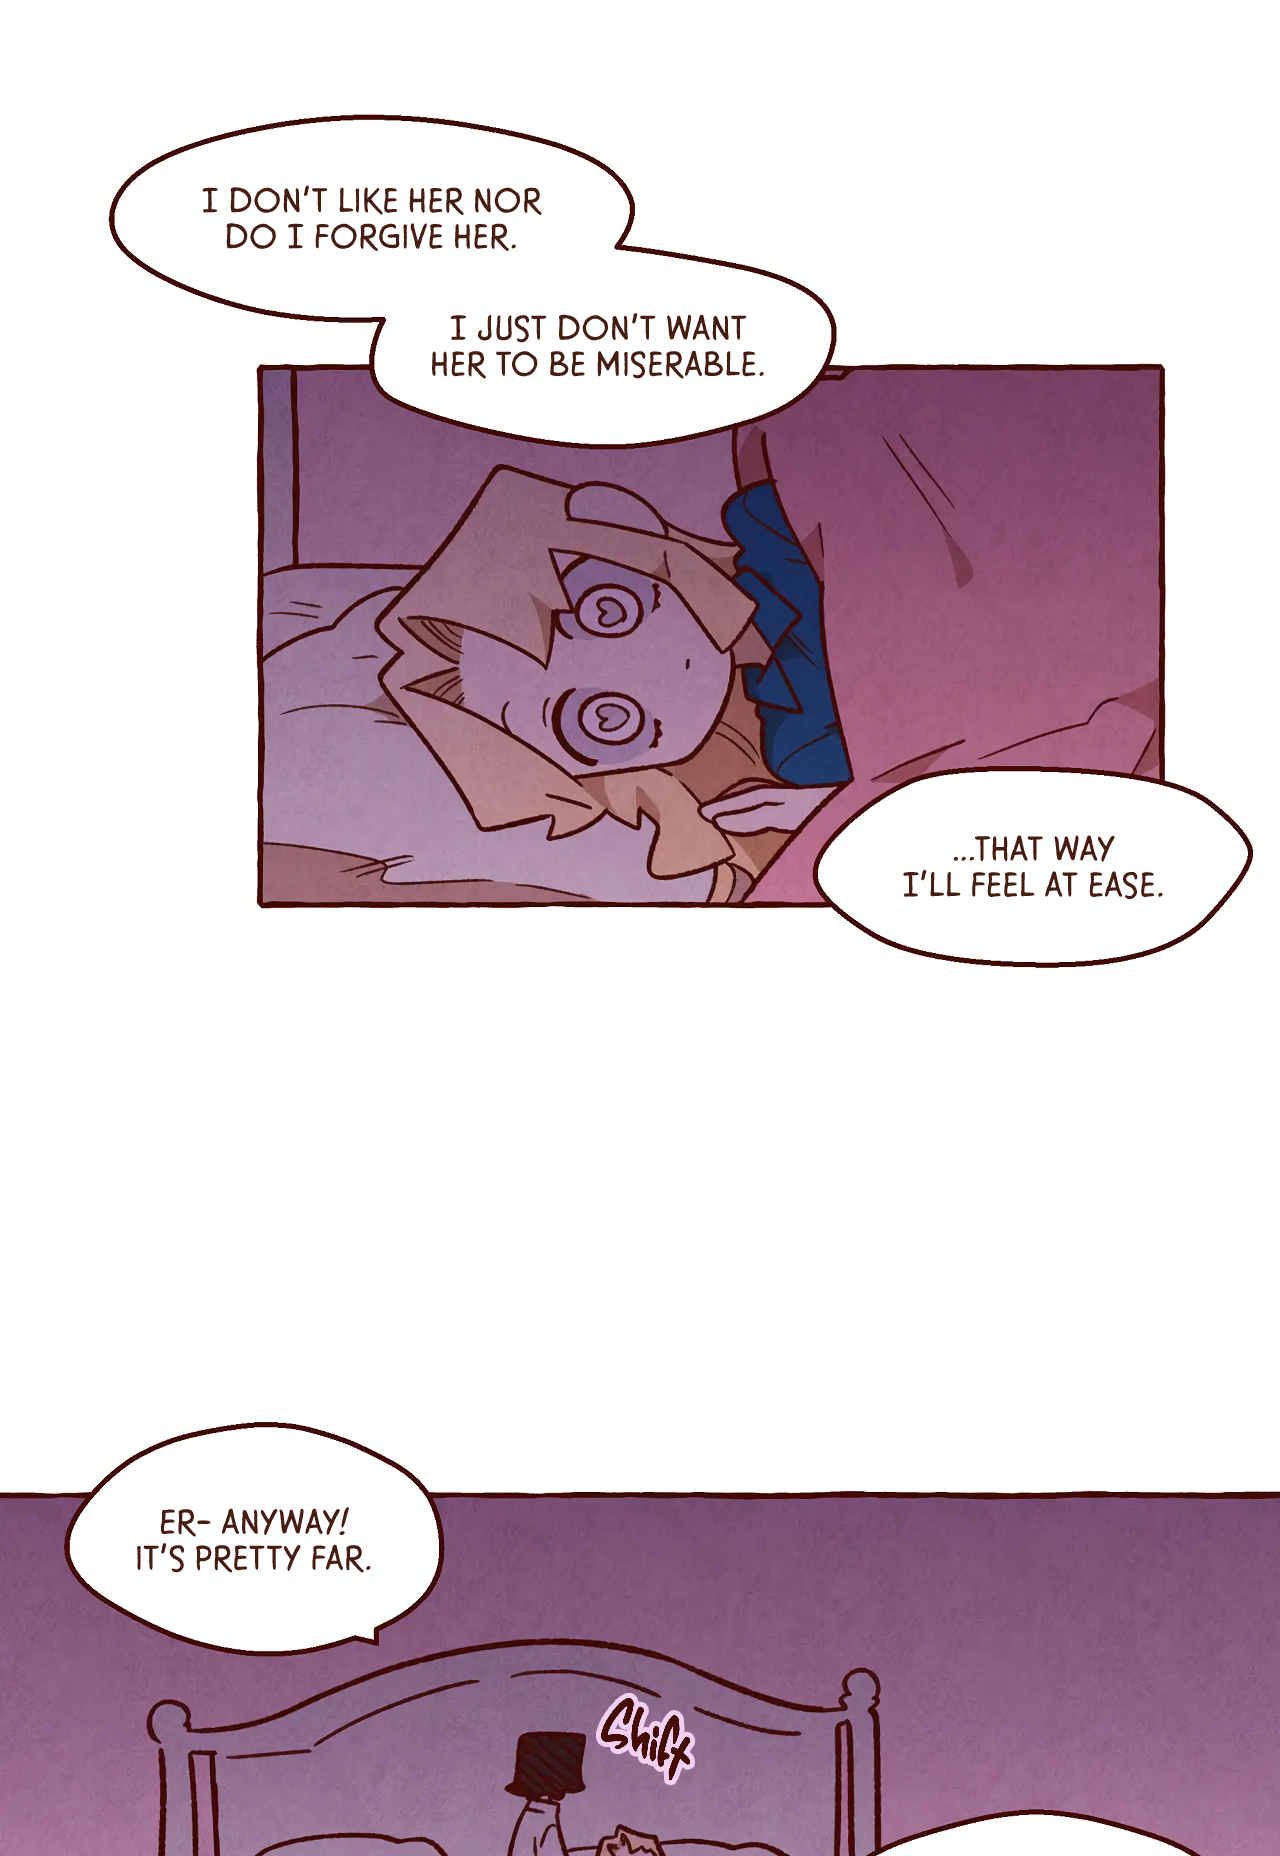 I DON'T LIKE HER NOR
DO I FORGIVE HER.
I JUST DON'T WANT
HER TO BE MISERABLE.
...THAT WAY
I'LL FEEL AT EASE.
ER- ANYWAY!
IT'S PRETTY FAR.
Shift